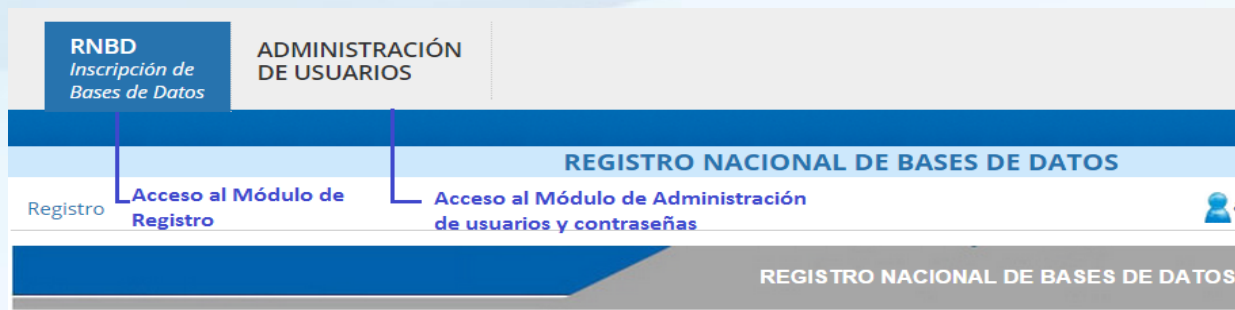 RNBD
Inscripción de
Bases de Datos
ADMINISTRACIÓN
DE USUARIOS
REGISTRO NACIONAL DE BASES DE DATOS
Registro
Acceso al Módulo de
Registro
Acceso al Módulo de Administración
de usuarios y contraseñas
REGISTRO NACIONAL DE BASES DE DATOS